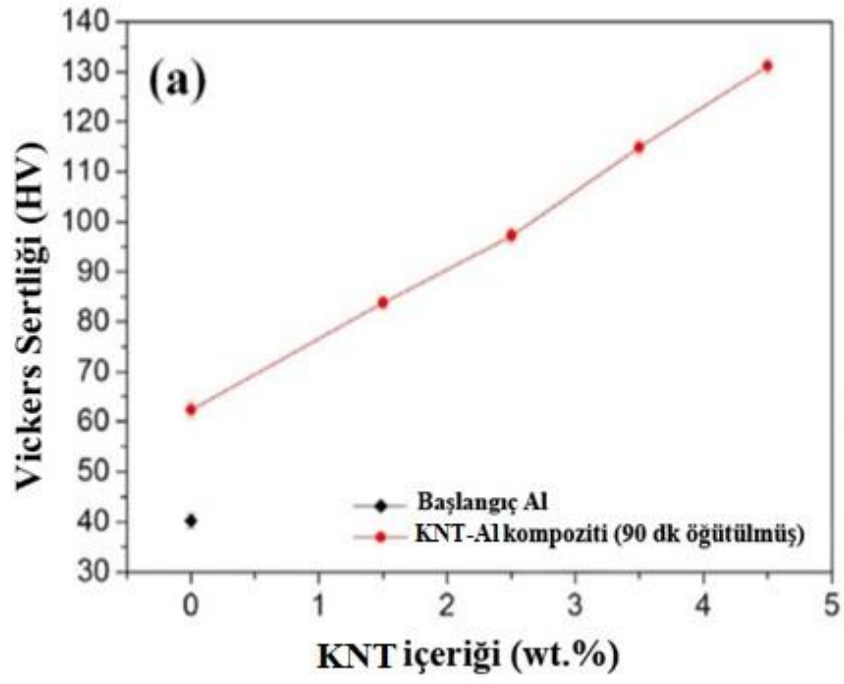 140
130
120
110
100
90
80
70
60
50
40
30
(a)
Vickers Sertliği (HV)
Başlangıç Al
KNT-Al kompoziti (90 dk öğütülmüş)
0 1 2 3 4 5
KNT içeriği (wt.%)